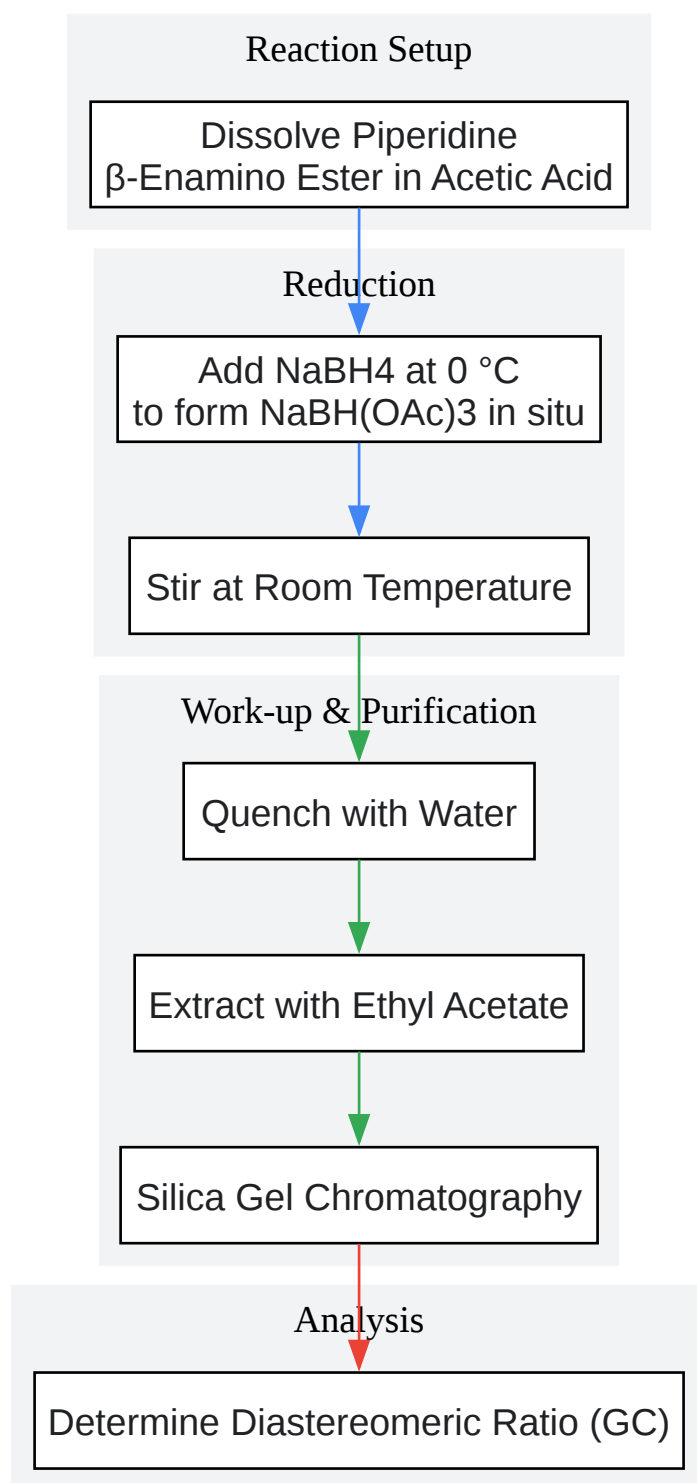 Reaction Setup
Dissolve Piperidine
β-Enamino Ester in Acetic Acid
Reduction
Add NaBH4 at 0 °C
to form NaBH(OAc)3 in situ
Stir at Room Temperature
Work-up & Purification
Quench with Water
Extract with Ethyl Acetate
Silica Gel Chromatography
Analysis
Determine Diastereomeric Ratio (GC)